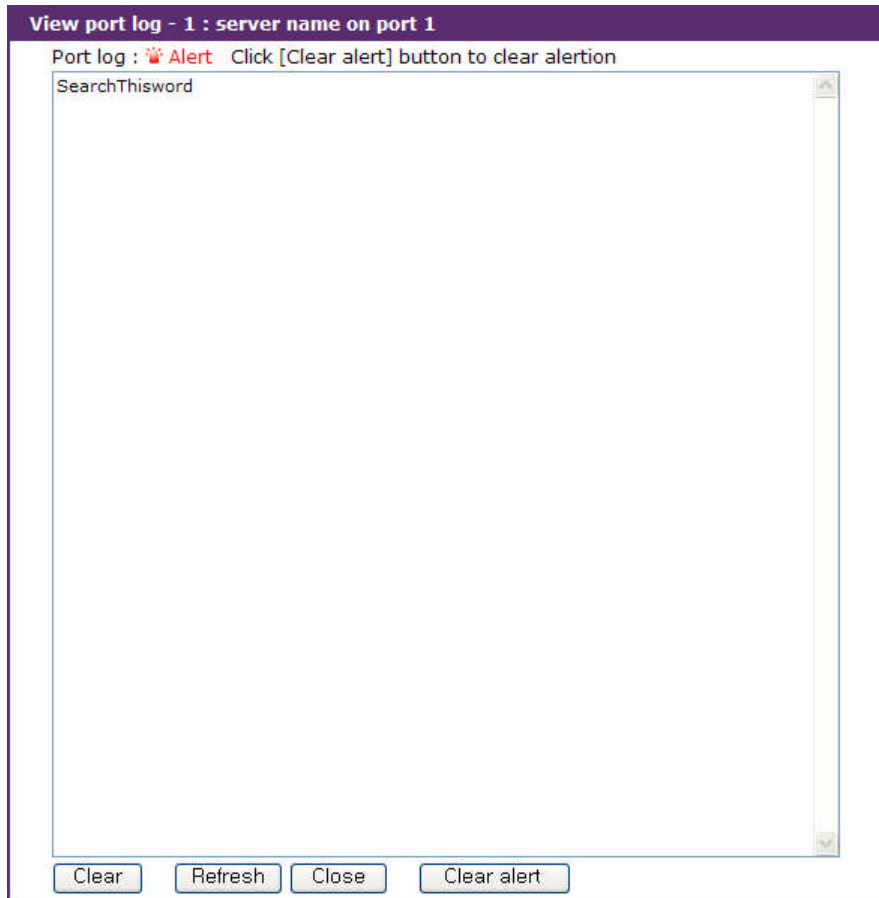 View port log - 1 : server name on port 1
Port log : Alert Click [Clear alert] button to clear alertion
SearchThisword
Clear Refresh Close Clear alert